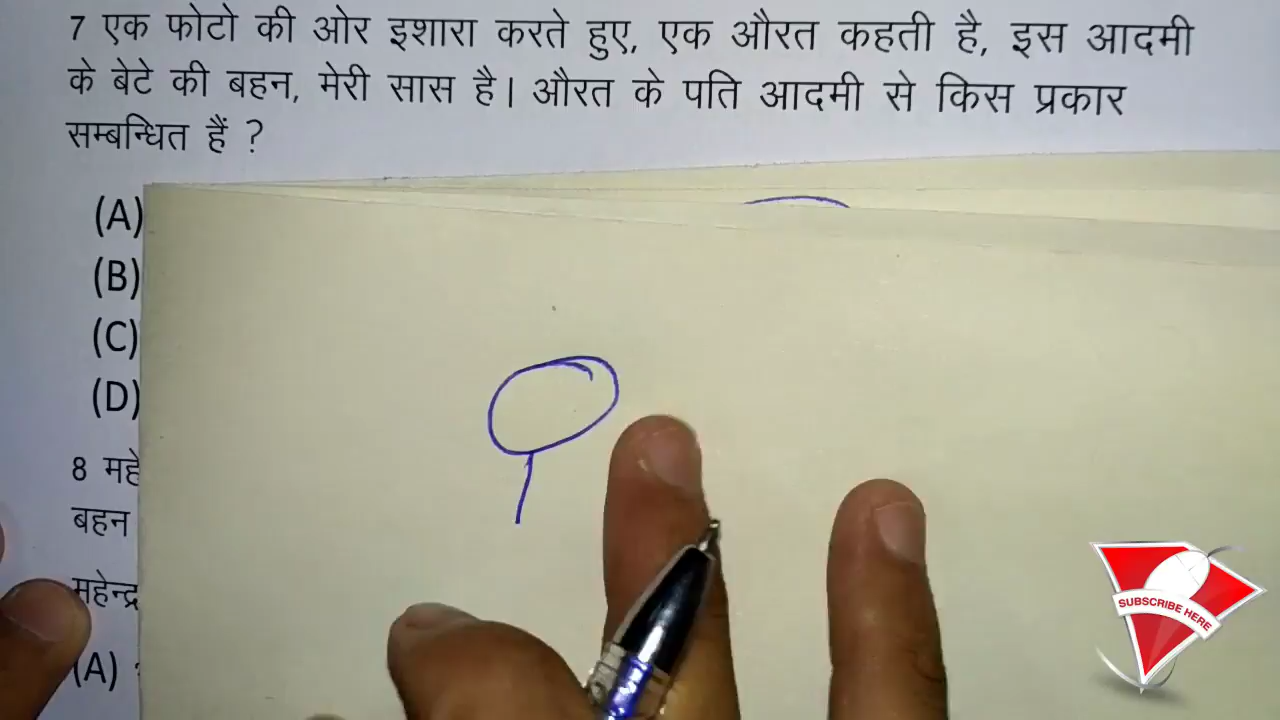 7 एक फोटो की ओर इशारा करते हुए, एक औरत कहती है, इस आदमी
के बेटे की बहन, मेरी सास है। औरत के पति आदमी से किस प्रकार
सम्बन्धित हैं ?
(A)
(B)
(C)
(D)
8 महे
बहन
महेन्द्र
(A)
SUBSCRIBE HERE